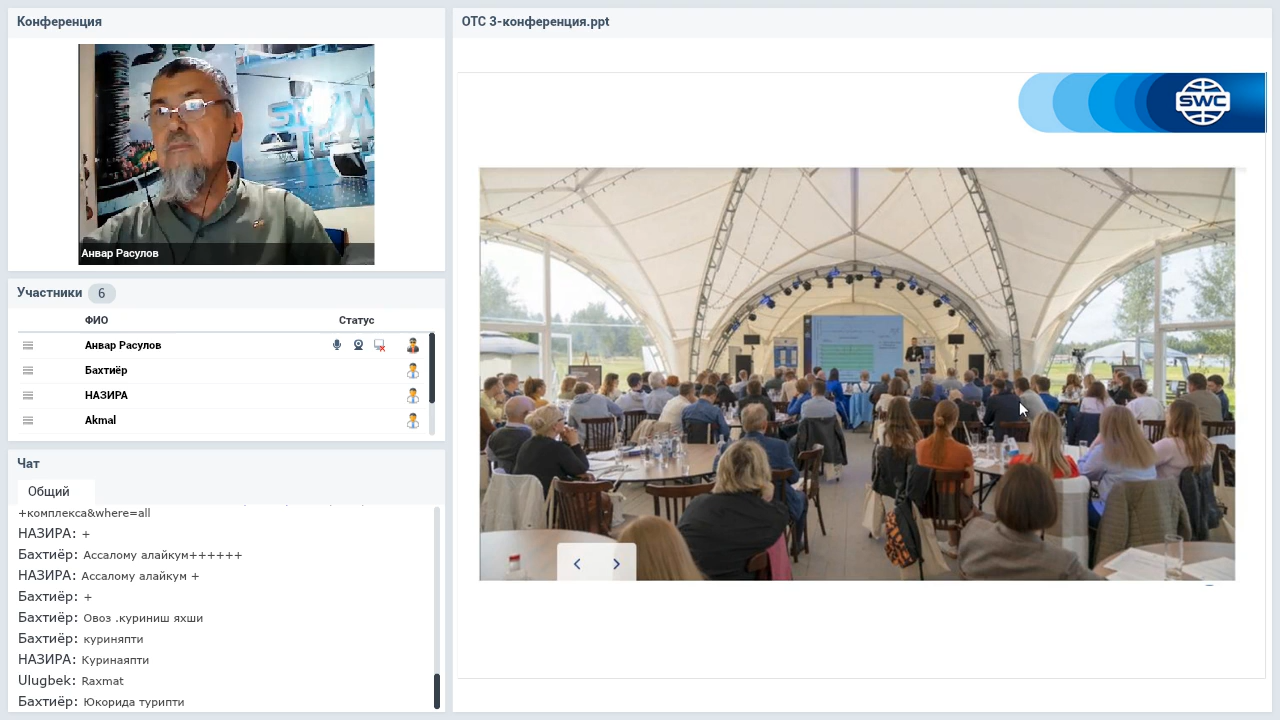 Конференция
Анвар Расулов
Участники 6
ФИО Статус
Анвар Расулов
Бахтиёр
НАЗИРА
Akmal
Чат
Общий
+комплекса&where=all
НАЗИРА: +
Бахтиёр: Ассалому алайкум++++++
НАЗИРА: Ассалому алайкум +
Бахтиёр: +
Бахтиёр: Овоз .куриниш яхши
Бахтиёр: куриняпти
НАЗИРА: Куринаяпти
Ulugbek: Raxmat
Бахтиёр: Юкорида турипти
ОТС 3-конференция.ppt
SWC